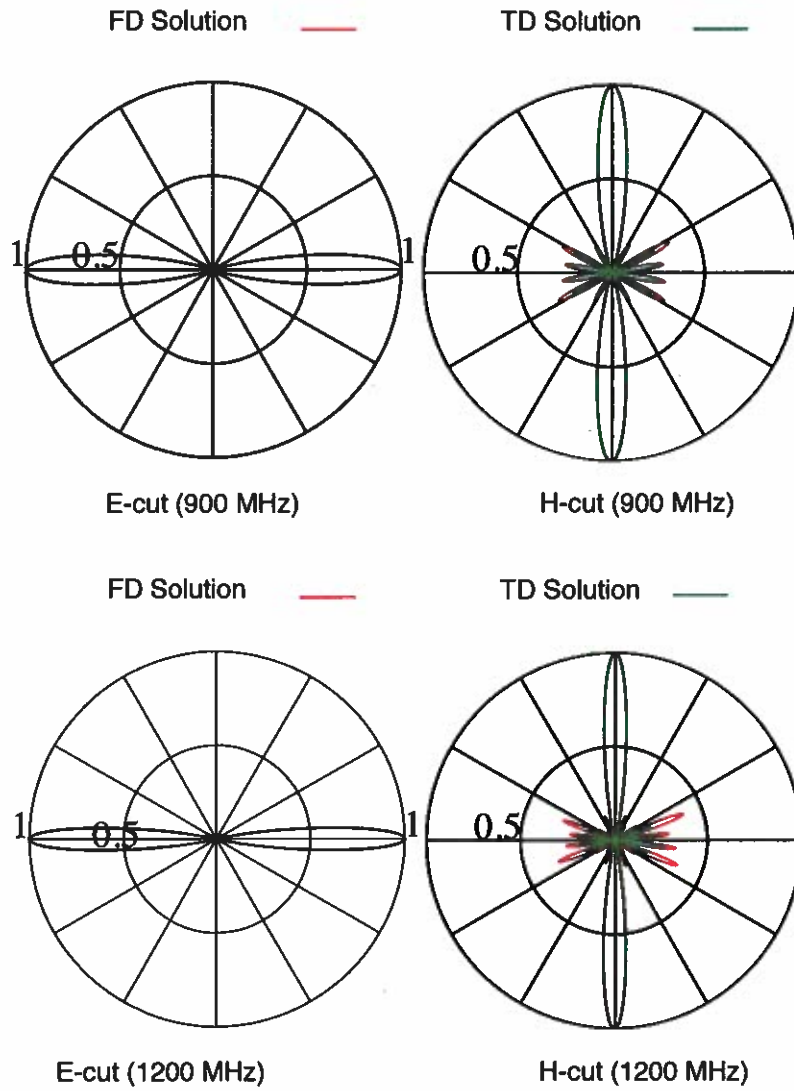 FD Solution
TD Solution
1
0.5
1
0.5
E-cut (900 MHz)
H-cut (900 MHz)
FD Solution
TD Solution
1
0.5
1
0.5
E-cut (1200 MHz)
H-cut (1200 MHz)